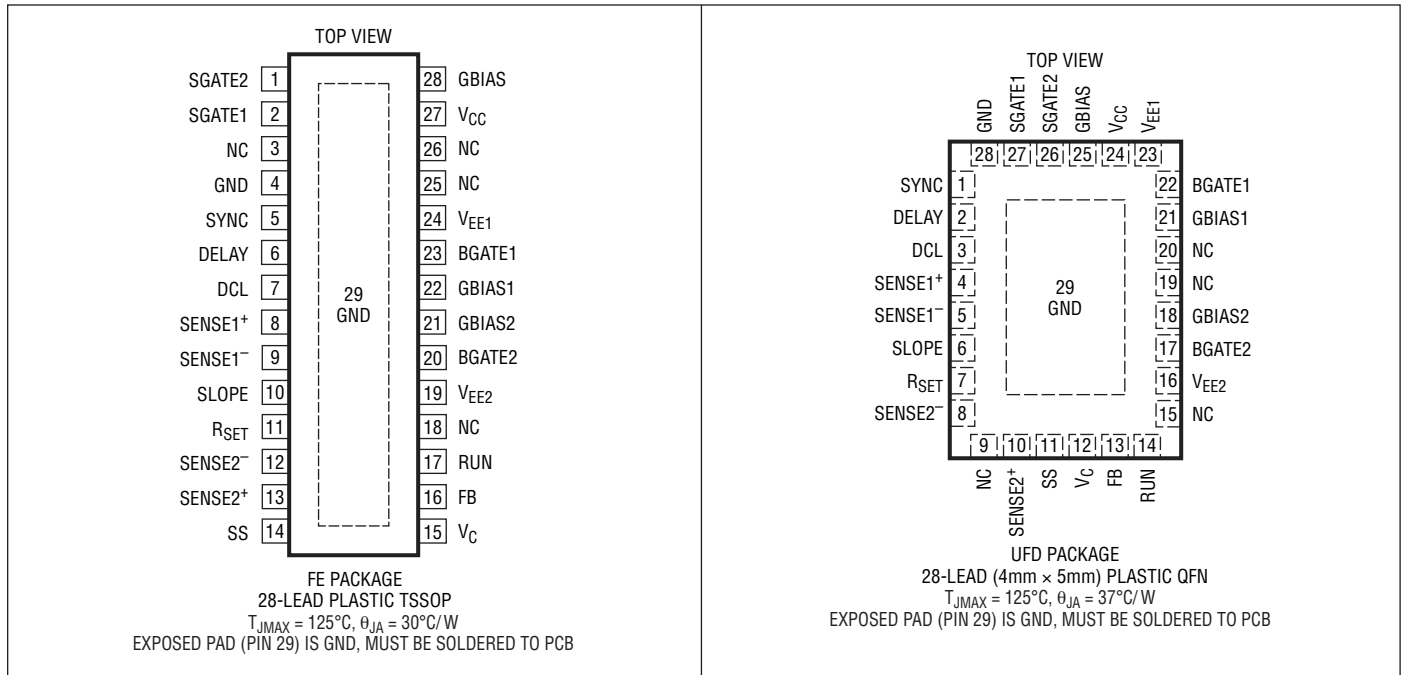 TOP VIEW
SGATE2 1
SGATE1 2
NC 3
GND 4
SYNC 5
DELAY 6
DCL 7
SENSE1+ 8
SENSE1– 9
SLOPE 10
RSET 11
SENSE2– 12
SENSE2+ 13
SS 14
28 GBIAS
27 VCC
26 NC
25 NC
24 VEE1
23 BGATE1
22 GBIAS1
21 GBIAS2
20 BGATE2
19 VEE2
18 NC
17 RUN
16 FB
15 VC
29
GND
FE PACKAGE
28-LEAD PLASTIC TSSOP
TJMAX = 125°C, θJA = 30°C/W
EXPOSED PAD (PIN 29) IS GND, MUST BE SOLDERED TO PCB
TOP VIEW
GND SGATE1 SGATE2 GBIAS VCC VEE1
28 27 26 25 24 23
SYNC 1
DELAY 2
DCL 3
SENSE1+ 4
SENSE1– 5
SLOPE 6
RSET 7
SENSE2– 8
22 BGATE1
21 GBIAS1
20 NC
19 NC
18 GBIAS2
17 BGATE2
16 VEE2
15 NC
29
GND
9 10 11 12 13 14
NC SENSE2+ SS VC FB RUN
UFD PACKAGE
28-LEAD (4mm × 5mm) PLASTIC QFN
TJMAX = 125°C, θJA = 37°C/W
EXPOSED PAD (PIN 29) IS GND, MUST BE SOLDERED TO PCB